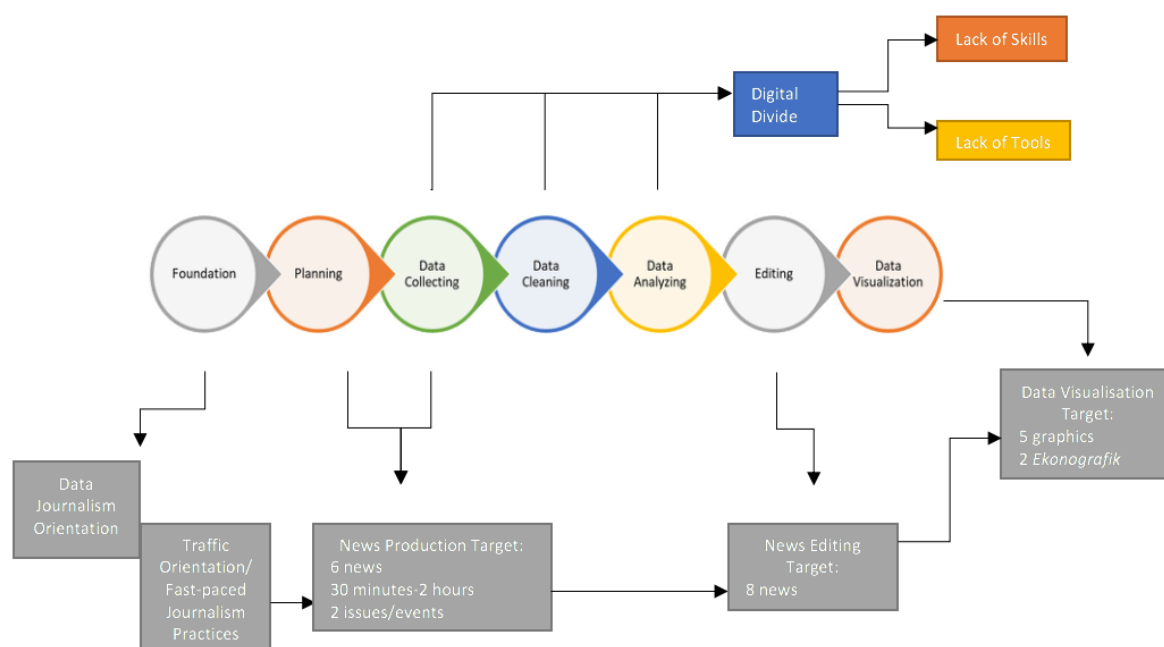 Lack of Skills
Digital
Divide
Lack of Tools
Foundation
Planning
Data
Collecting
Data
Cleaning
Data
Analyzing
Editing
Data
Visualization
Data Visualisation
Target:
5 graphics
2 Ekonografik
Data
Journalism
Orientation
Traffic
Orientation/
Fast-paced
Journalism
Practices
News Production Target:
6 news
30 minutes-2 hours
2 issues/events
News Editing
Target:
8 news